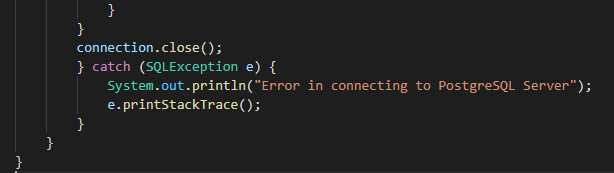 }
}
connection.close();
} catch (SQLException e) {
System.out.println("Error in connecting to PostgreSQL Server");
e.printStackTrace();
}
}
}